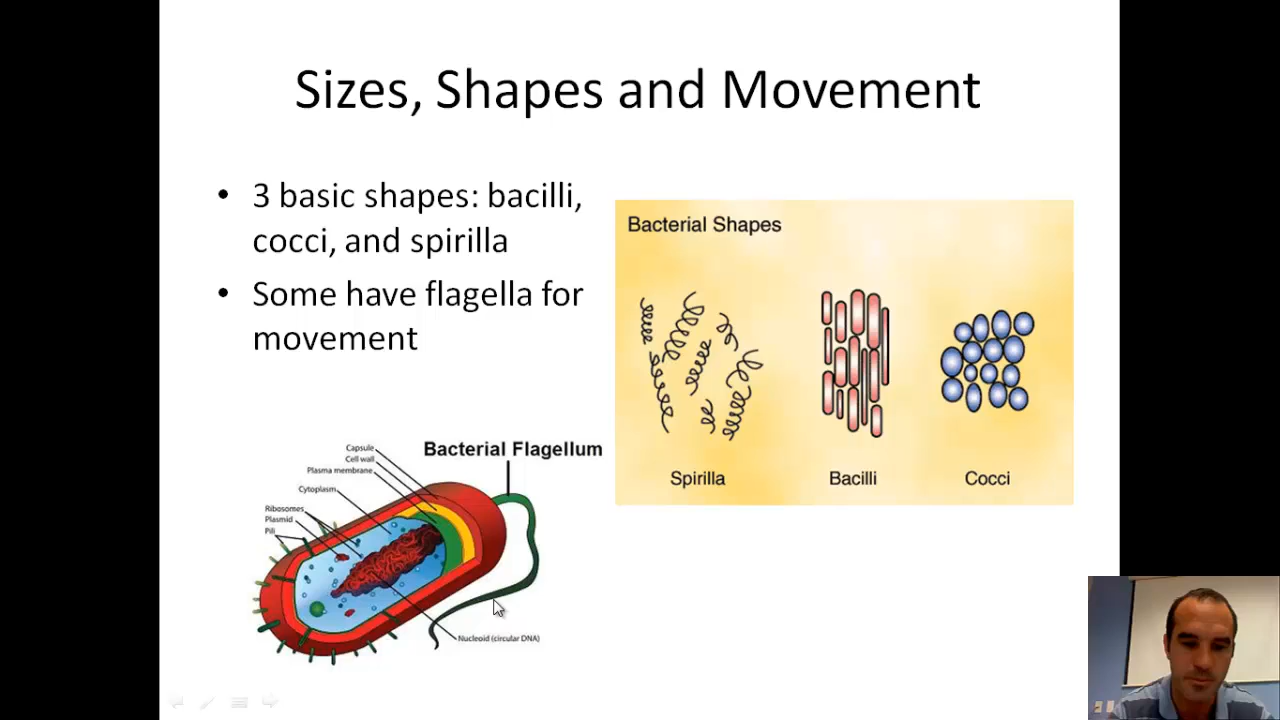 Sizes, Shapes and Movement
• 3 basic shapes: bacilli,
cocci, and spirilla
• Some have flagella for
movement
Bacterial Shapes
Spirilla
Bacilli
Cocci
Bacterial Flagellum
Capsule
Cell wall
Plasma membrane
Cytoplasm
Ribosomes
Plasmid
Pili
Nucleoid (circular DNA)